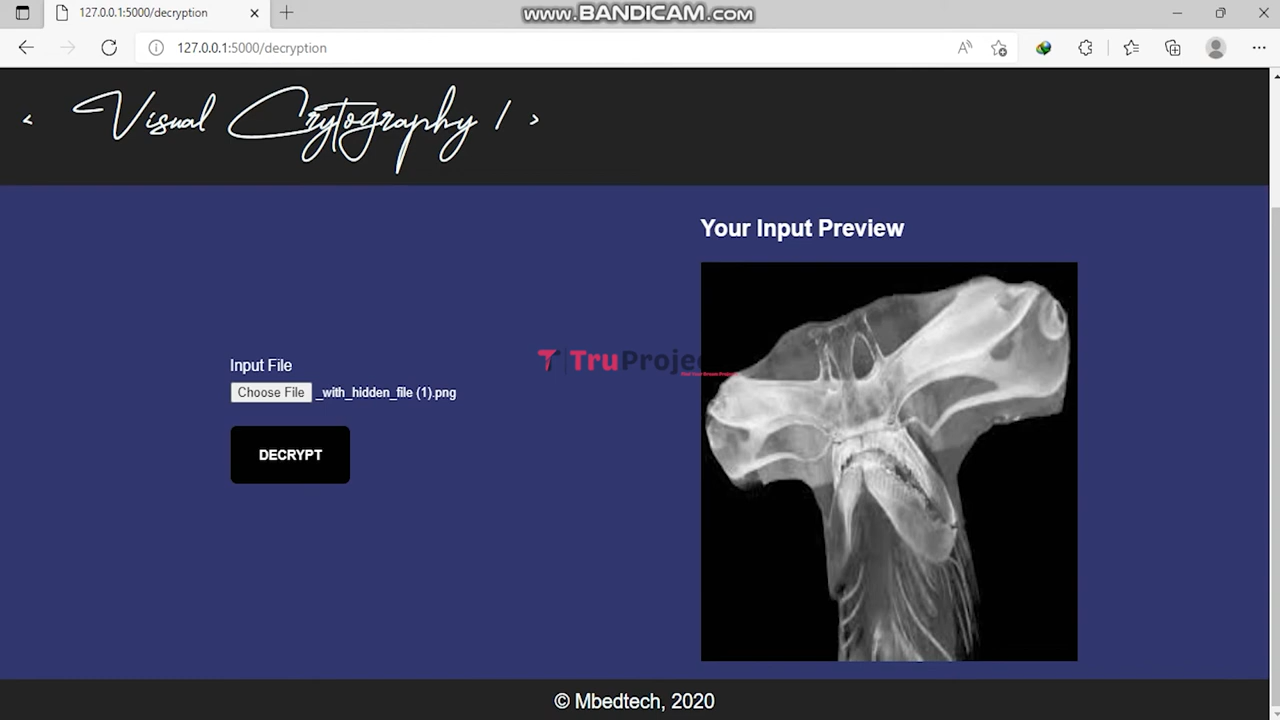 127.0.0.1:5000/decryption
www.BANDICAM.com
127.0.0.1:5000/decryption
< Visual Crytography / >
Your Input Preview
TruProjec
Input File
Choose File _with_hidden_file (1).png
DECRYPT
© Mbedtech, 2020